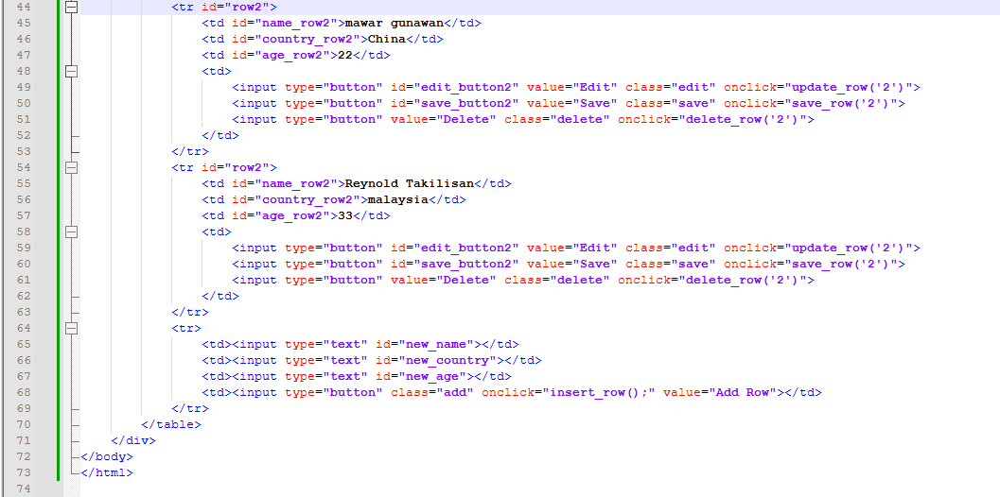 44 <tr id="row2">
45 <td id="name_row2">mawar gunawan</td>
46 <td id="country_row2">China</td>
47 <td id="age_row2">22</td>
48 <td>
49 <input type="button" id="edit_button2" value="Edit" class="edit" onclick="update_row('2')">
50 <input type="button" id="save_button2" value="Save" class="save" onclick="save_row('2')">
51 <input type="button" value="Delete" class="delete" onclick="delete_row('2')">
52 </td>
53 </tr>
54 <tr id="row2">
55 <td id="name_row2">Reynold Takilisan</td>
56 <td id="country_row2">malaysia</td>
57 <td id="age_row2">33</td>
58 <td>
59 <input type="button" id="edit_button2" value="Edit" class="edit" onclick="update_row('2')">
60 <input type="button" id="save_button2" value="Save" class="save" onclick="save_row('2')">
61 <input type="button" value="Delete" class="delete" onclick="delete_row('2')">
62 </td>
63 </tr>
64 <tr>
65 <td><input type="text" id="new_name"></td>
66 <td><input type="text" id="new_country"></td>
67 <td><input type="text" id="new_age"></td>
68 <td><input type="button" class="add" onclick="insert_row();" value="Add Row"></td>
69 </tr>
70 </table>
71 </div>
72 </body>
73 </html>
74